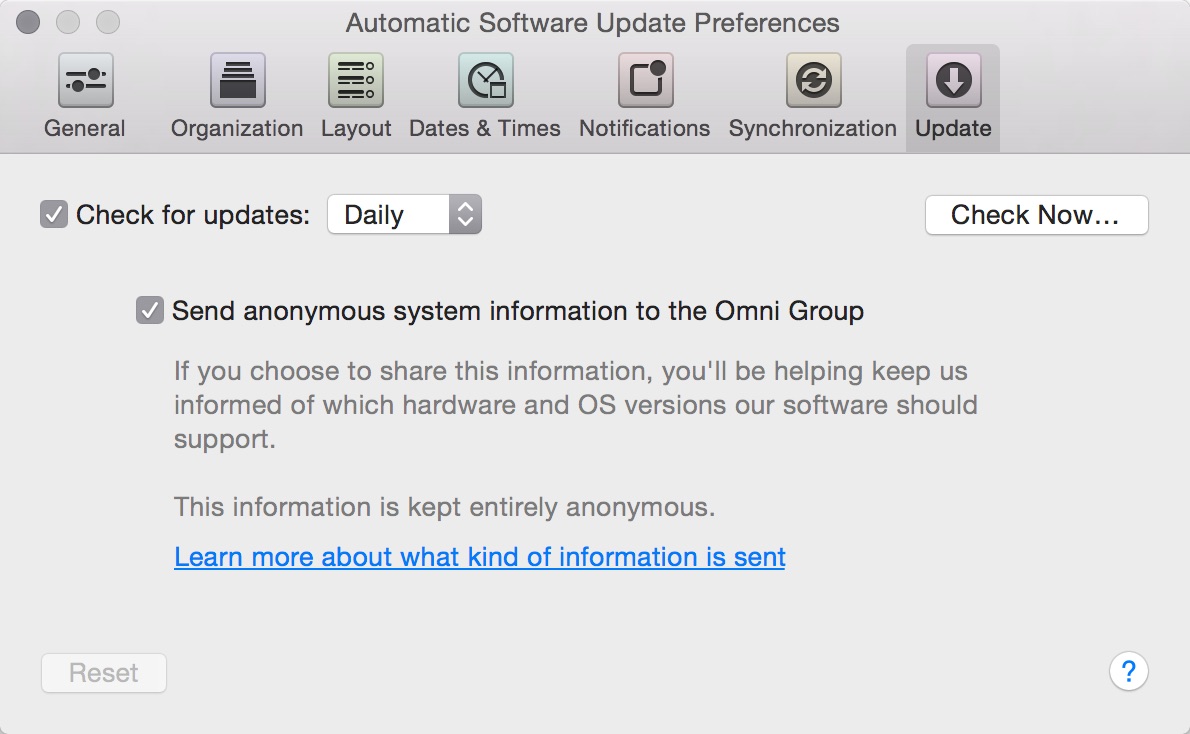 Automatic Software Update Preferences
General Organization Layout Dates & Times Notifications Synchronization Update
Check for updates: Daily Check Now...
Send anonymous system information to the Omni Group
If you choose to share this information, you'll be helping keep us
informed of which hardware and OS versions our software should
support.
This information is kept entirely anonymous.
Learn more about what kind of information is sent
Reset ?